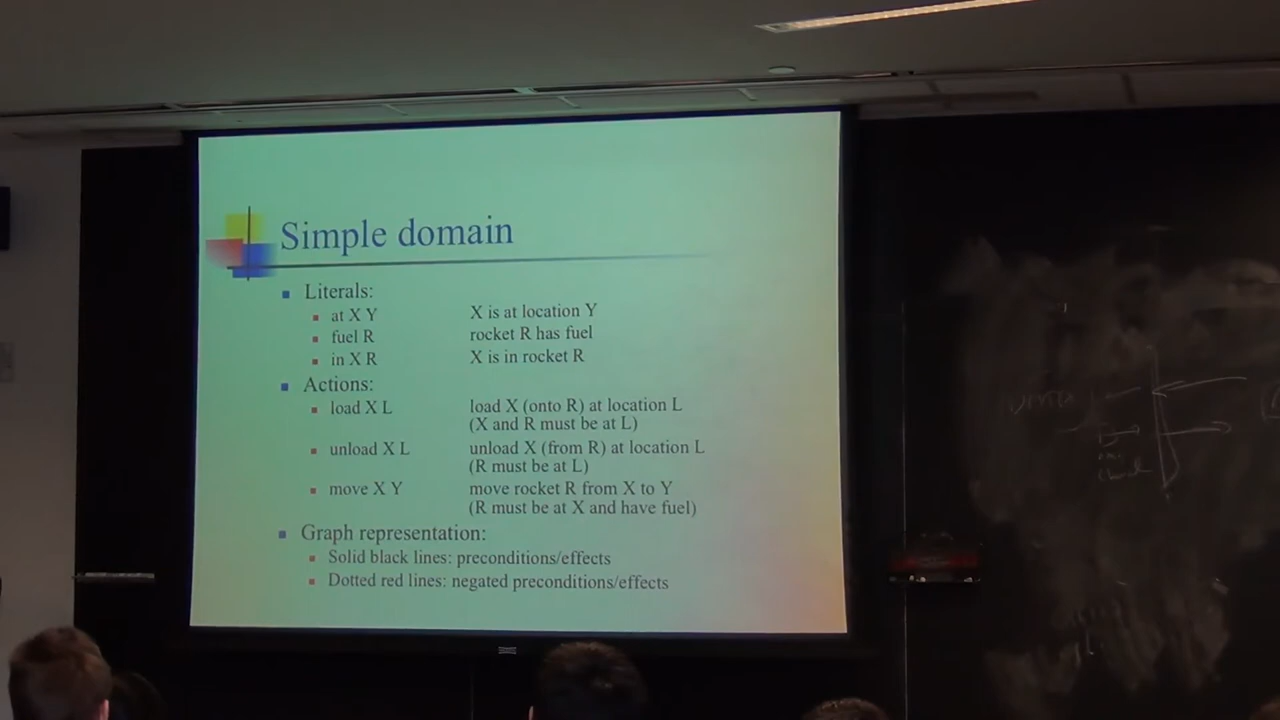 Simple domain
Literals:
at X Y X is at location Y
fuel R rocket R has fuel
in X R X is in rocket R
Actions:
load X L load X (onto R) at location L
(X and R must be at L)
unload X L unload X (from R) at location L
(R must be at L)
move X Y move rocket R from X to Y
(R must be at X and have fuel)
Graph representation:
Solid black lines: preconditions/effects
Dotted red lines: negated preconditions/effects